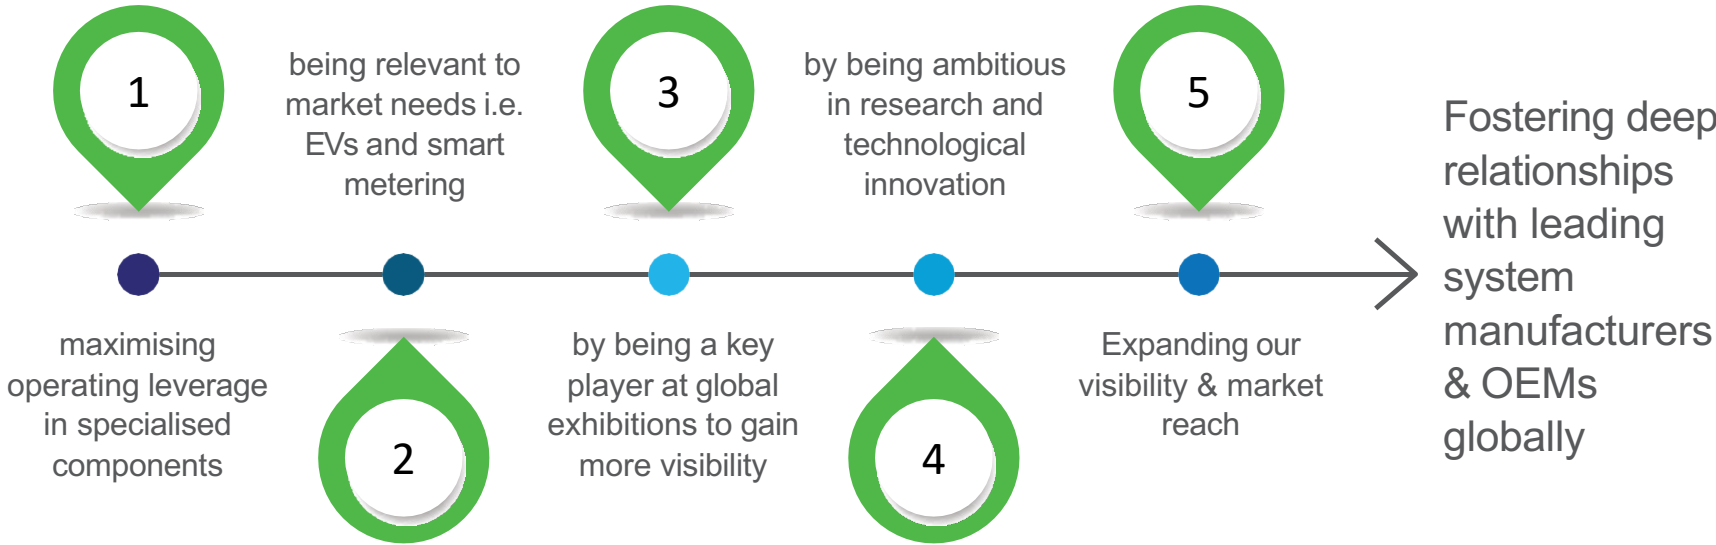 1
maximising
operating leverage
in specialised
components
being relevant to
market needs i.e.
EVs and smart
metering
2
3
by being a key
player at global
exhibitions to gain
more visibility
by being ambitious
in research and
technological
innovation
4
5
Expanding our
visibility & market
reach
Fostering deep
relationships
with leading
system
manufacturers
& OEMs
globally